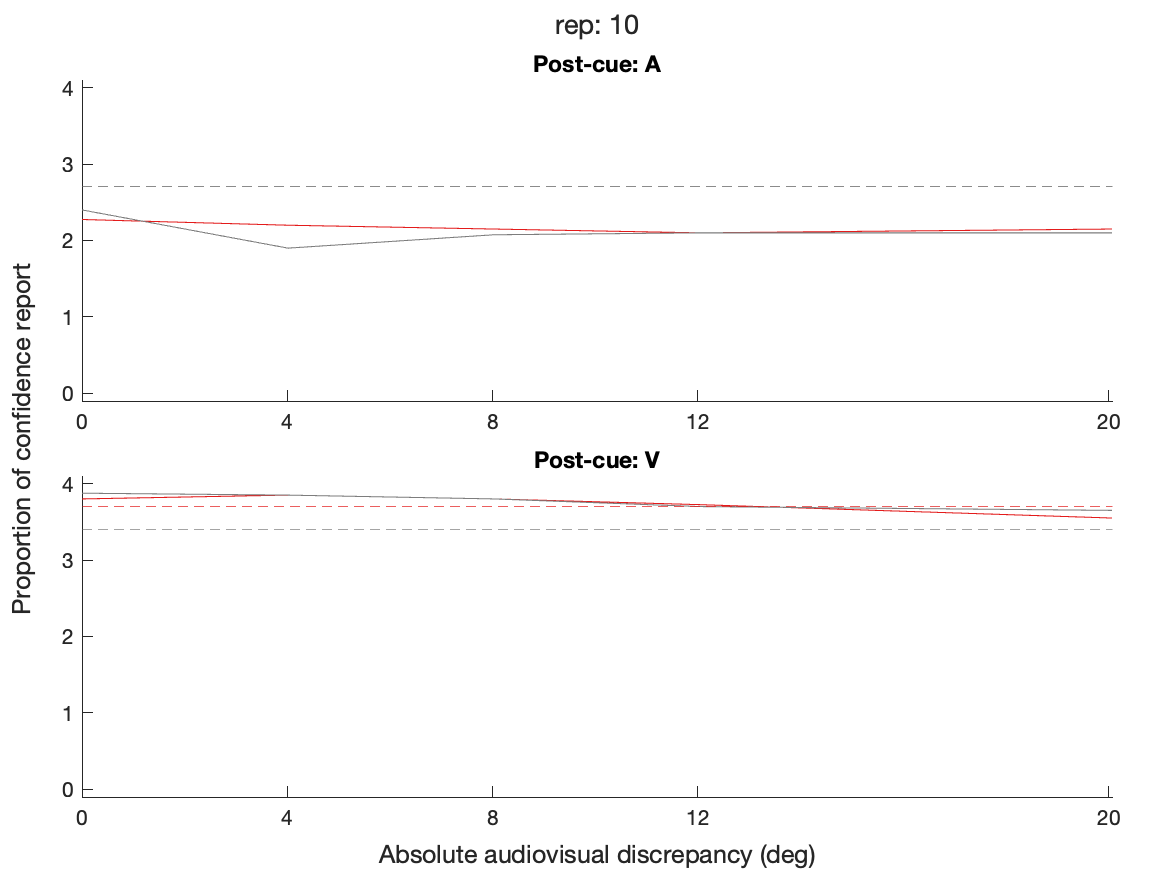 rep: 10
Post-cue: A
4
3
2
1
0
0 4 8 12 20
Proportion of confidence report
Post-cue: V
4
3
2
1
0
0 4 8 12 20
Absolute audiovisual discrepancy (deg)